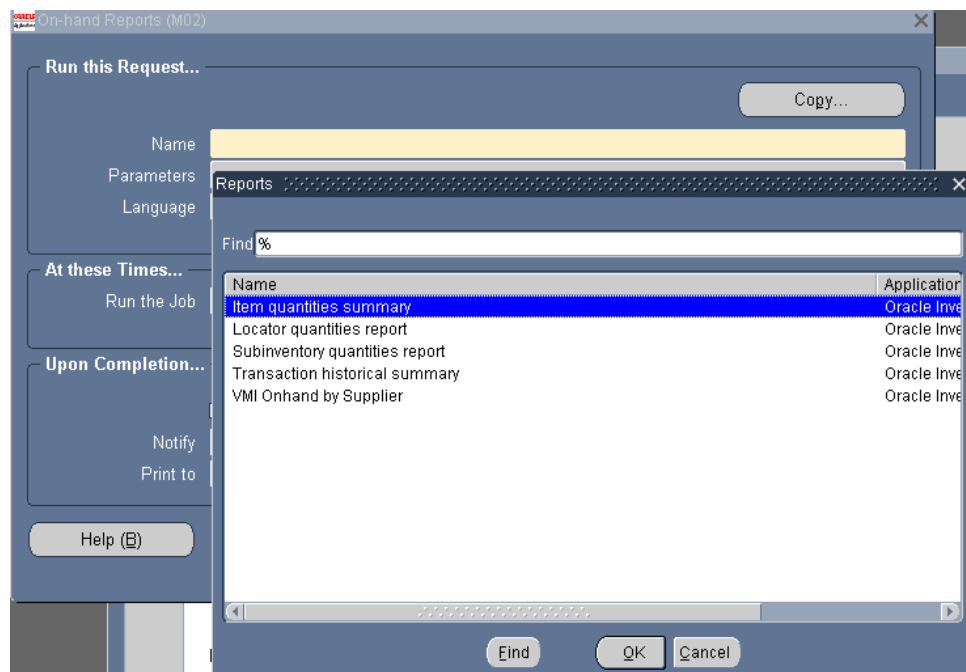 On-hand Reports (M02)
Run this Request...
Copy...
Name
Parameters
Language
Reports
Find %
At these Times...
Run the Job
Name Application
Item quantities summary Oracle Inve
Locator quantities report Oracle Inve
Subinventory quantities report Oracle Inve
Transaction historical summary Oracle Inve
VMI Onhand by Supplier Oracle Inve
Upon Completion...
Notify
Print to
Help (B)
Find OK Cancel